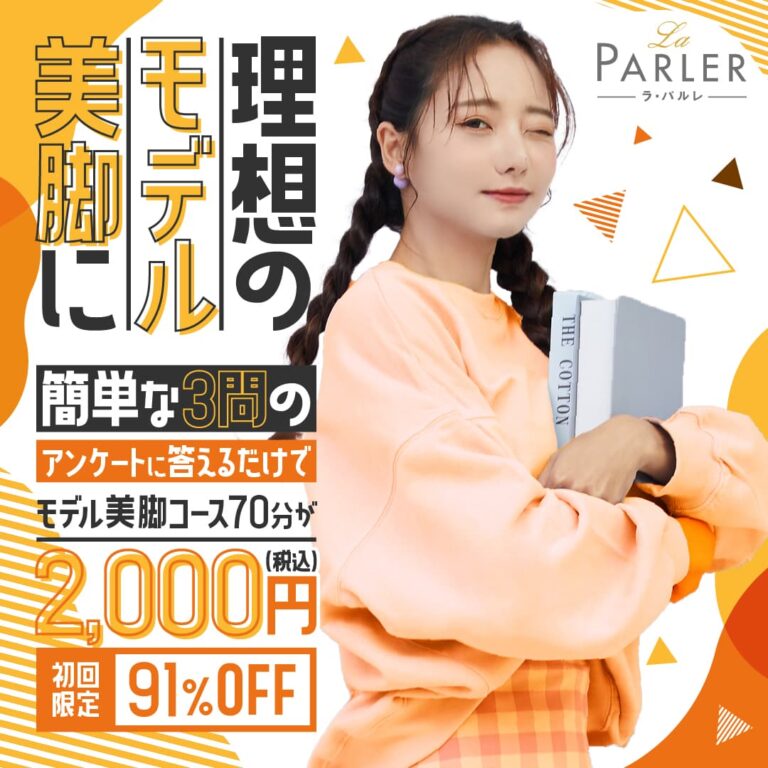 理想の
モデル
美脚に
La
PARLER
ラ・パルレ
THE COTTON
簡単な3問の
アンケートに答えるだけで
モデル美脚コース70分が
2,000円(税込)
初回
限定
91%OFF